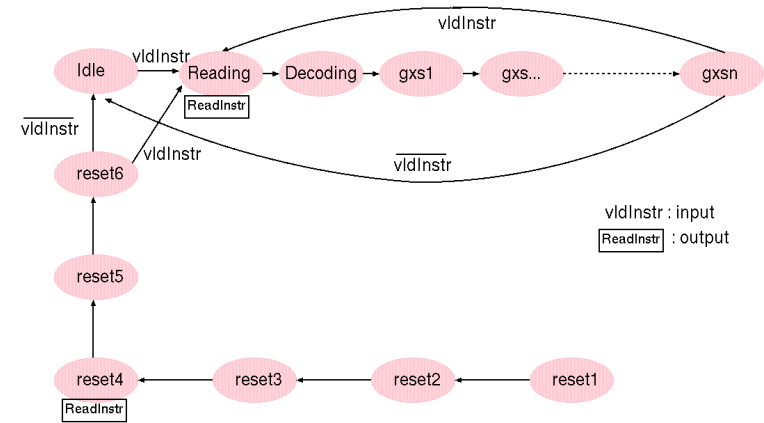 vldInstr
vldInstr
Idle
Reading
Decoding
gxs1
gxs...
gxsn
ReadInstr
vldInstr
vldInstr
vldInstr
reset6
vldInstr : input
ReadInstr : output
reset5
reset4
reset3
reset2
reset1
ReadInstr